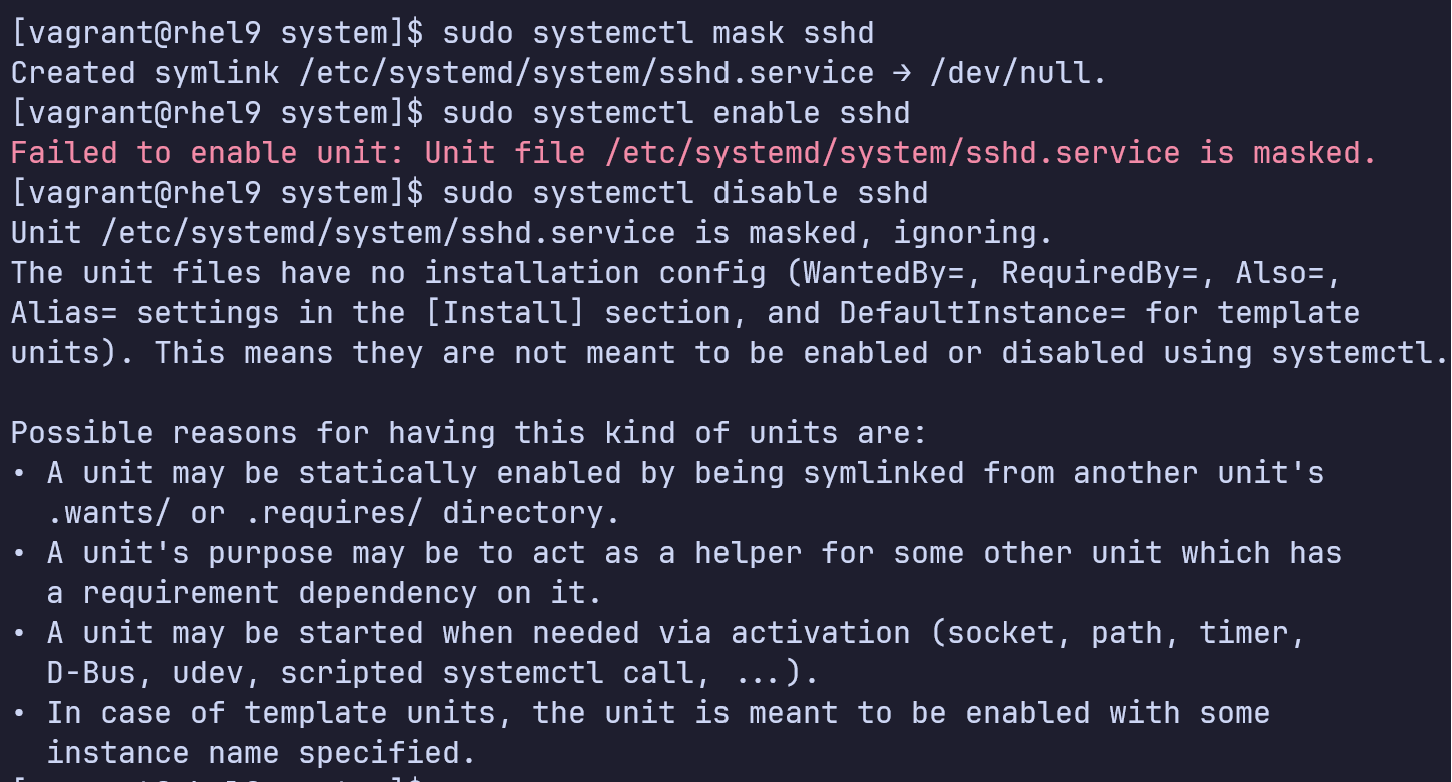 [vagrant@rhel9 system]$ sudo systemctl mask sshd
Created symlink /etc/systemd/system/sshd.service → /dev/null.
[vagrant@rhel9 system]$ sudo systemctl enable sshd
Failed to enable unit: Unit file /etc/systemd/system/sshd.service is masked.
[vagrant@rhel9 system]$ sudo systemctl disable sshd
Unit /etc/systemd/system/sshd.service is masked, ignoring.
The unit files have no installation config (WantedBy=, RequiredBy=, Also=,
Alias= settings in the [Install] section, and DefaultInstance= for template
units). This means they are not meant to be enabled or disabled using systemctl.
Possible reasons for having this kind of units are:
• A unit may be statically enabled by being symlinked from another unit's
.wants/ or .requires/ directory.
• A unit's purpose may be to act as a helper for some other unit which has
a requirement dependency on it.
• A unit may be started when needed via activation (socket, path, timer,
D-Bus, udev, scripted systemctl call, ...).
• In case of template units, the unit is meant to be enabled with some
instance name specified.